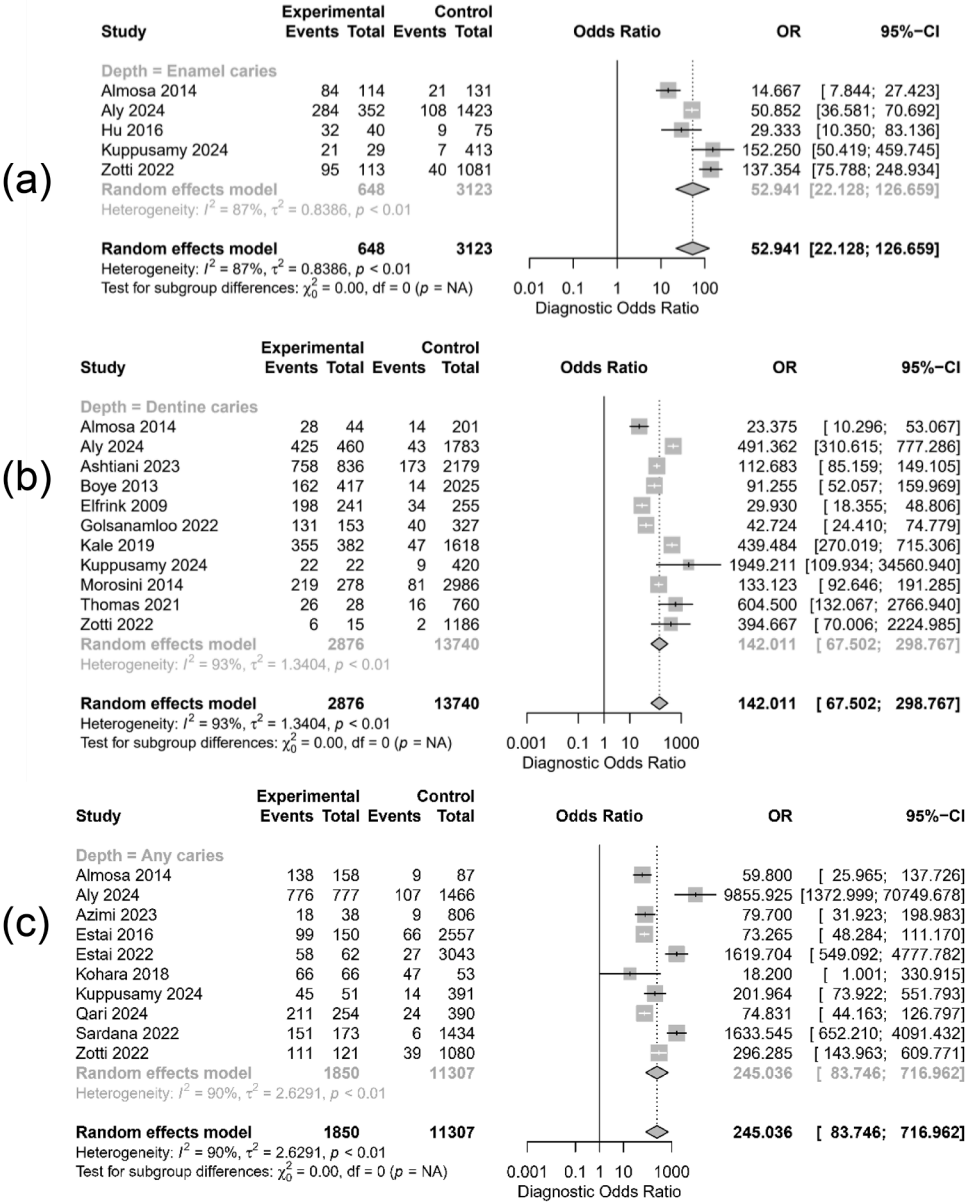 (a)
Experimental Control
Study Events Total Events Total Odds Ratio OR 95%−CI
Depth = Enamel caries
Almosa 2014 84 114 21 131 14.667 [ 7.844; 27.423]
Aly 2024 284 352 108 1423 50.852 [36.581; 70.692]
Hu 2016 32 40 9 75 29.333 [10.350; 83.136]
Kuppusamy 2024 21 29 7 413 152.250 [50.419; 459.745]
Zotti 2022 95 113 40 1081 137.354 [75.788; 248.934]
Random effects model 648 3123 52.941 [22.128; 126.659]
Heterogeneity: I² = 87%, τ² = 0.8386, p < 0.01
Random effects model 648 3123 52.941 [22.128; 126.659]
Heterogeneity: I² = 87%, τ² = 0.8386, p < 0.01
Test for subgroup differences: χ²₀ = 0.00, df = 0 (p = NA)
0.01 0.1 1 10 100
Diagnostic Odds Ratio
(b)
Experimental Control
Study Events Total Events Total Odds Ratio OR 95%−CI
Depth = Dentine caries
Almosa 2014 28 44 14 201 23.375 [ 10.296; 53.067]
Aly 2024 425 460 43 1783 491.362 [310.615; 777.286]
Ashtiani 2023 758 836 173 2179 112.683 [ 85.159; 149.105]
Boye 2013 162 417 14 2025 91.255 [ 52.057; 159.969]
Elfrink 2009 198 241 34 255 29.930 [ 18.355; 48.806]
Golsanamloo 2022 131 153 40 327 42.724 [ 24.410; 74.779]
Kale 2019 355 382 47 1618 439.484 [270.019; 715.306]
Kuppusamy 2024 22 22 9 420 1949.211 [109.934; 34560.940]
Morosini 2014 219 278 81 2986 133.123 [ 92.646; 191.285]
Thomas 2021 26 28 16 760 604.500 [132.067; 2766.940]
Zotti 2022 6 15 2 1186 394.667 [ 70.006; 2224.985]
Random effects model 2876 13740 142.011 [ 67.502; 298.767]
Heterogeneity: I² = 93%, τ² = 1.3404, p < 0.01
Random effects model 2876 13740 142.011 [ 67.502; 298.767]
Heterogeneity: I² = 93%, τ² = 1.3404, p < 0.01
Test for subgroup differences: χ²₀ = 0.00, df = 0 (p = NA)
0.001 0.1 1 10 1000
Diagnostic Odds Ratio
(c)
Experimental Control
Study Events Total Events Total Odds Ratio OR 95%−CI
Depth = Any caries
Almosa 2014 138 158 9 87 59.800 [ 25.965; 137.726]
Aly 2024 776 777 107 1466 9855.925 [1372.999; 70749.678]
Azimi 2023 18 38 9 806 79.700 [ 31.923; 198.983]
Estai 2016 99 150 66 2557 73.265 [ 48.284; 111.170]
Estai 2022 58 62 27 3043 1619.704 [ 549.092; 4777.782]
Kohara 2018 66 66 47 53 18.200 [ 1.001; 330.915]
Kuppusamy 2024 45 51 14 391 201.964 [ 73.922; 551.793]
Qari 2024 211 254 24 390 74.831 [ 44.163; 126.797]
Sardana 2022 151 173 6 1434 1633.545 [ 652.210; 4091.432]
Zotti 2022 111 121 39 1080 296.285 [ 143.963; 609.771]
Random effects model 1850 11307 245.036 [ 83.746; 716.962]
Heterogeneity: I² = 90%, τ² = 2.6291, p < 0.01
Random effects model 1850 11307 245.036 [ 83.746; 716.962]
Heterogeneity: I² = 90%, τ² = 2.6291, p < 0.01
Test for subgroup differences: χ²₀ = 0.00, df = 0 (p = NA)
0.001 0.1 1 10 1000
Diagnostic Odds Ratio